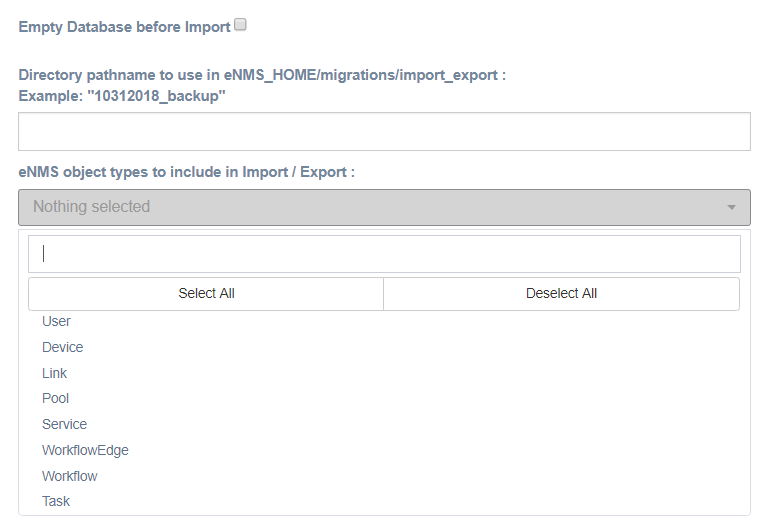 Empty Database before Import
Directory pathname to use in eNMS_HOME/migrations/import_export :
Example: "10312018_backup"
eNMS object types to include in Import / Export :
Nothing selected
Select All
Deselect All
User
Device
Link
Pool
Service
WorkflowEdge
Workflow
Task